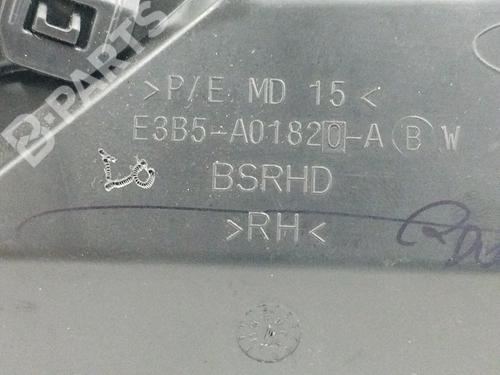 B-PARTS
>P/E MD 15<
E3B5-A01820-A B W
BSRHD
>RH<